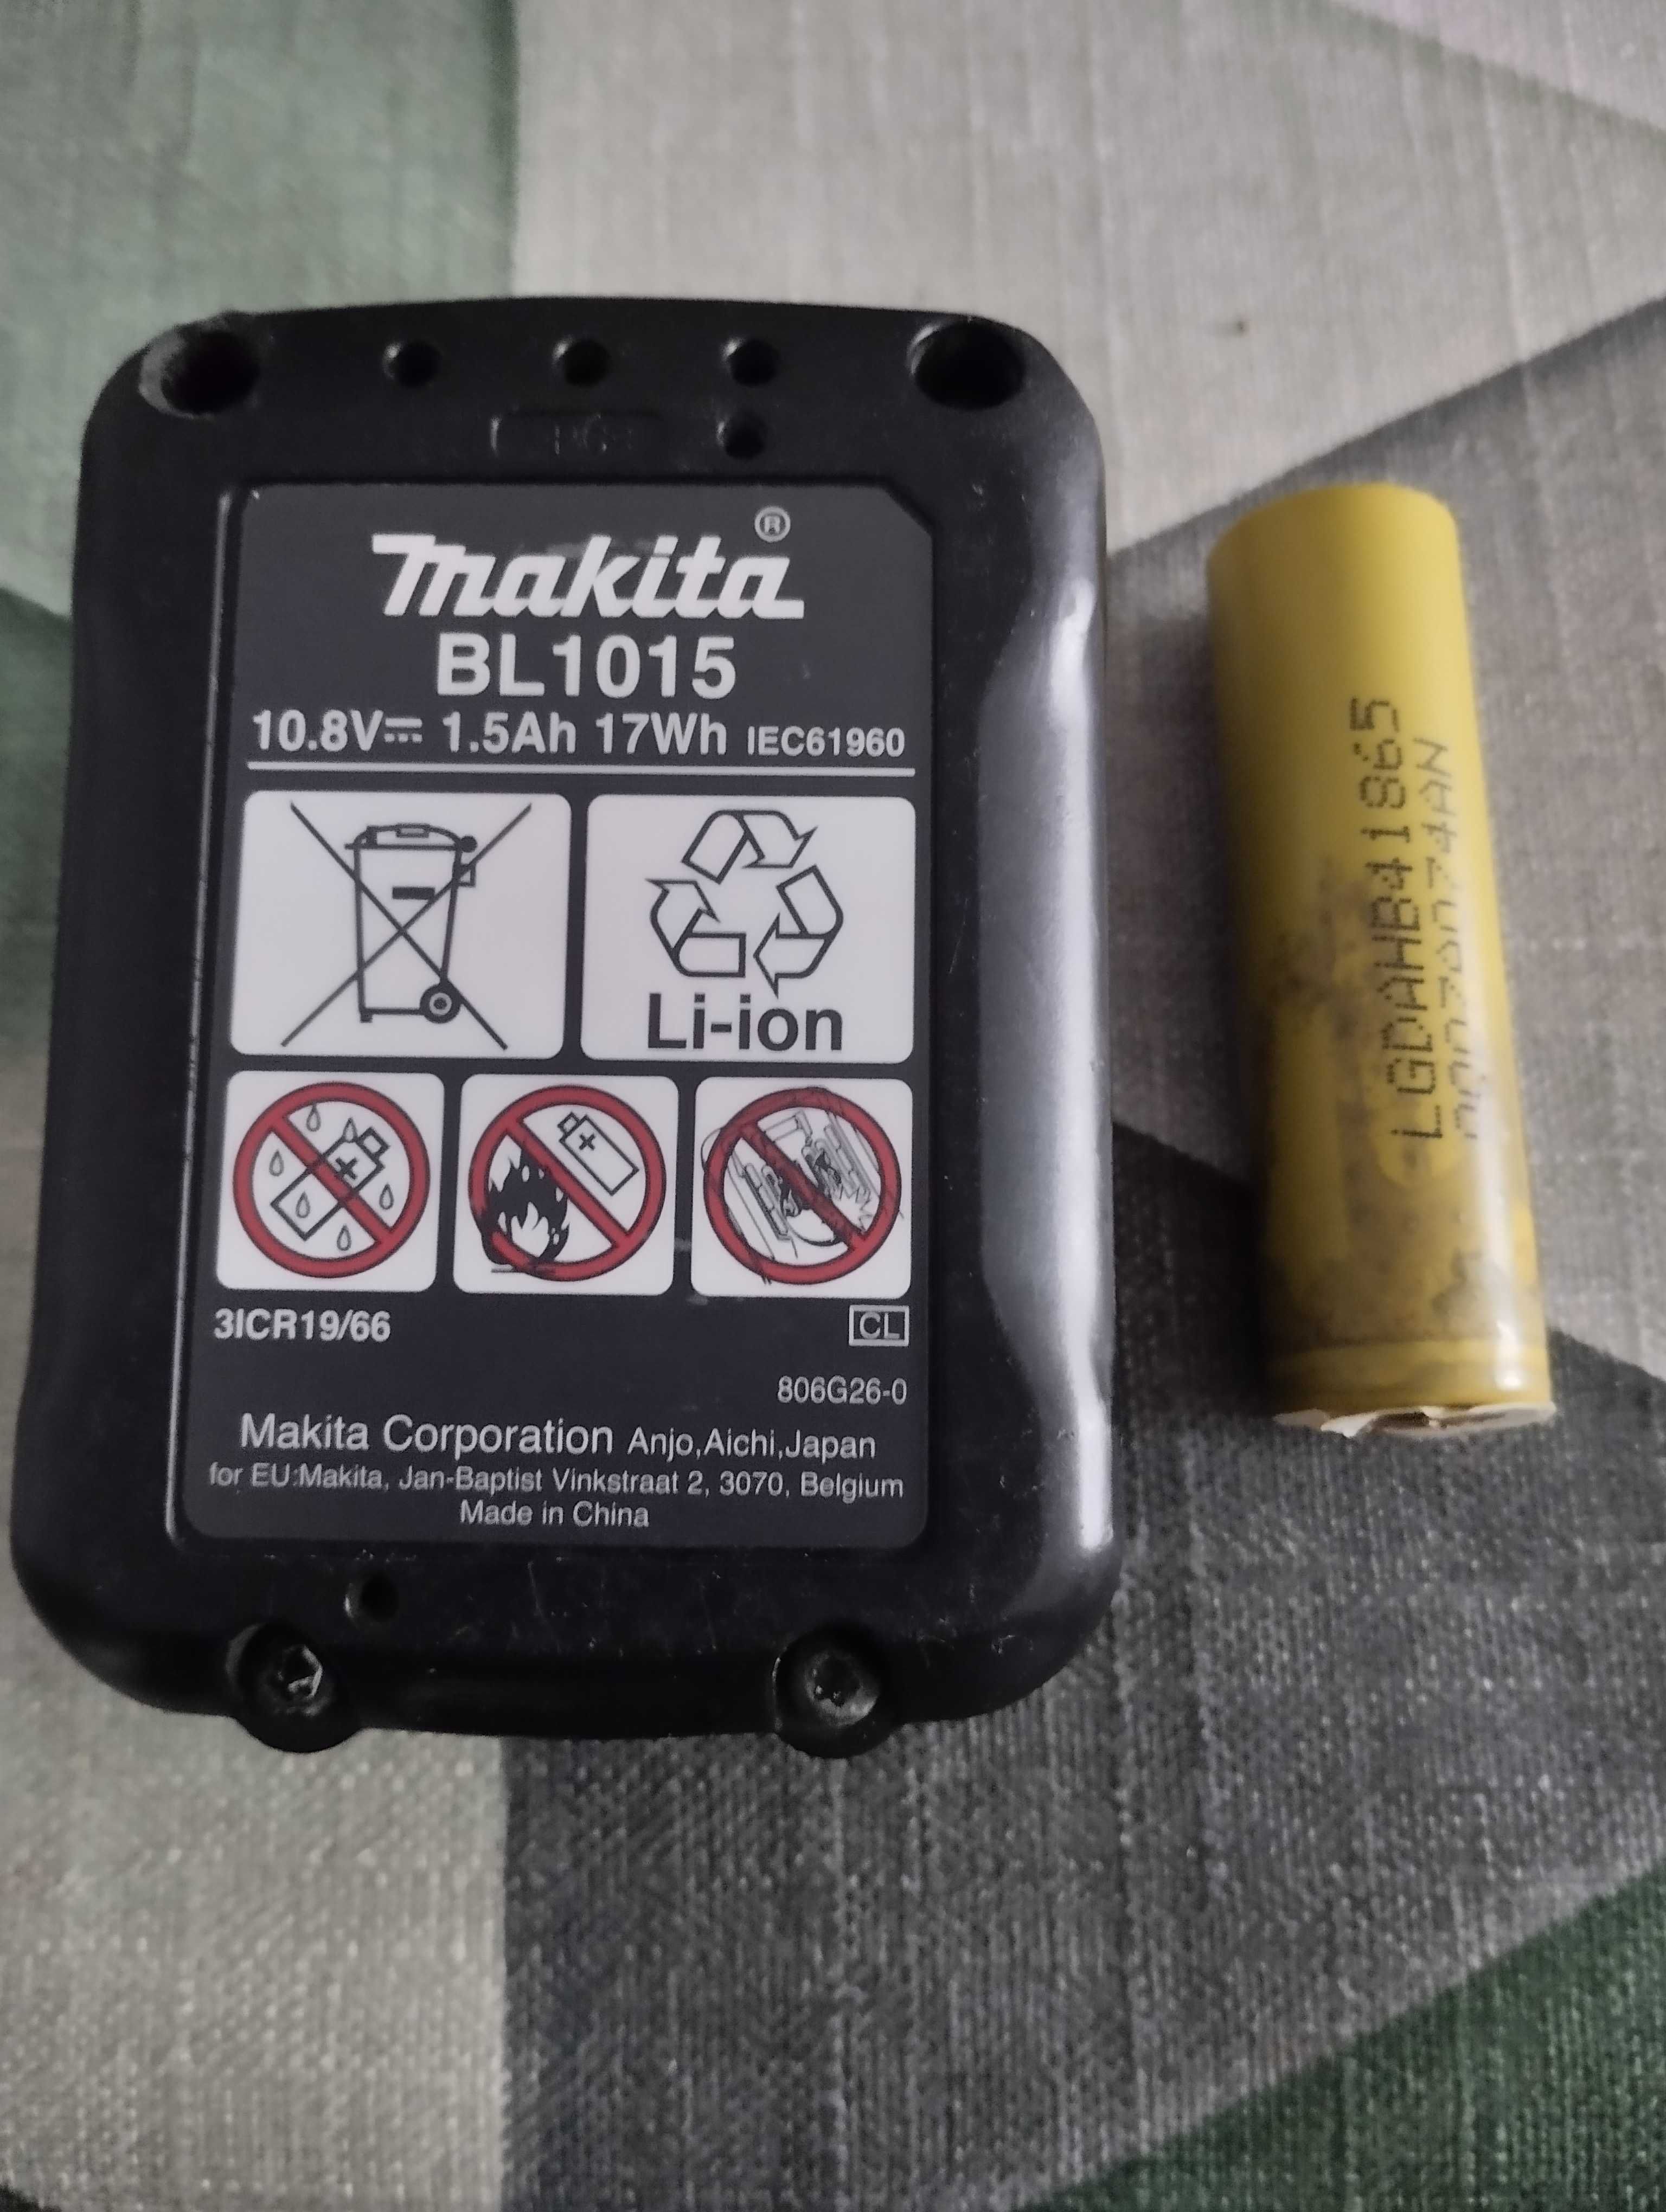 makita®
BL1015
10.8V⎓ 1.5Ah 17Wh IEC61960
Li-ion
3ICR19/66
CL
806G26-0
Makita Corporation Anjo,Aichi,Japan
for EU:Makita, Jan-Baptist Vinkstraat 2, 3070, Belgium
Made in China
LGDAHB41865